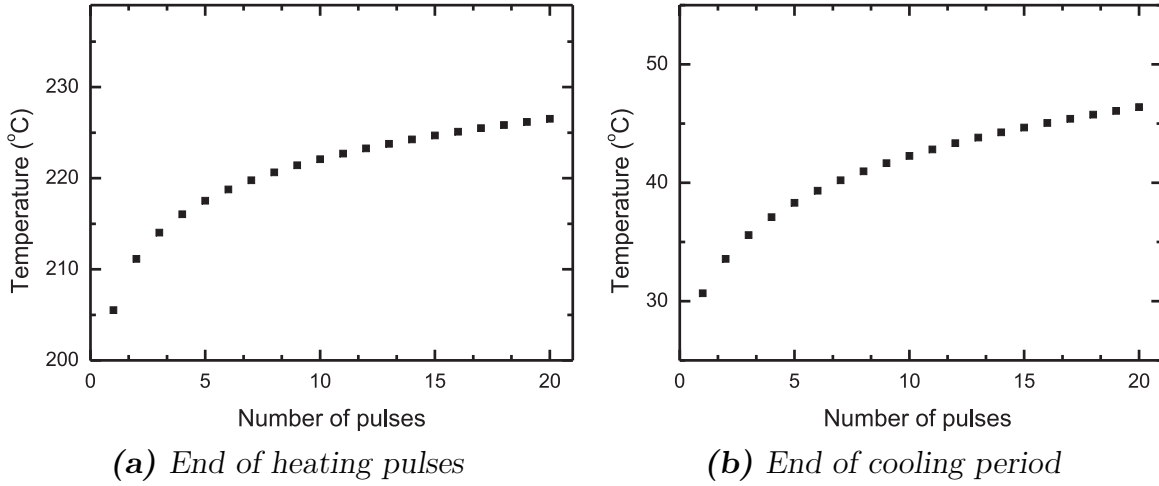 230
220
210
200
Temperature (°C)
0 5 10 15 20
Number of pulses
(a) End of heating pulses
50
40
30
Temperature (°C)
0 5 10 15 20
Number of pulses
(b) End of cooling period